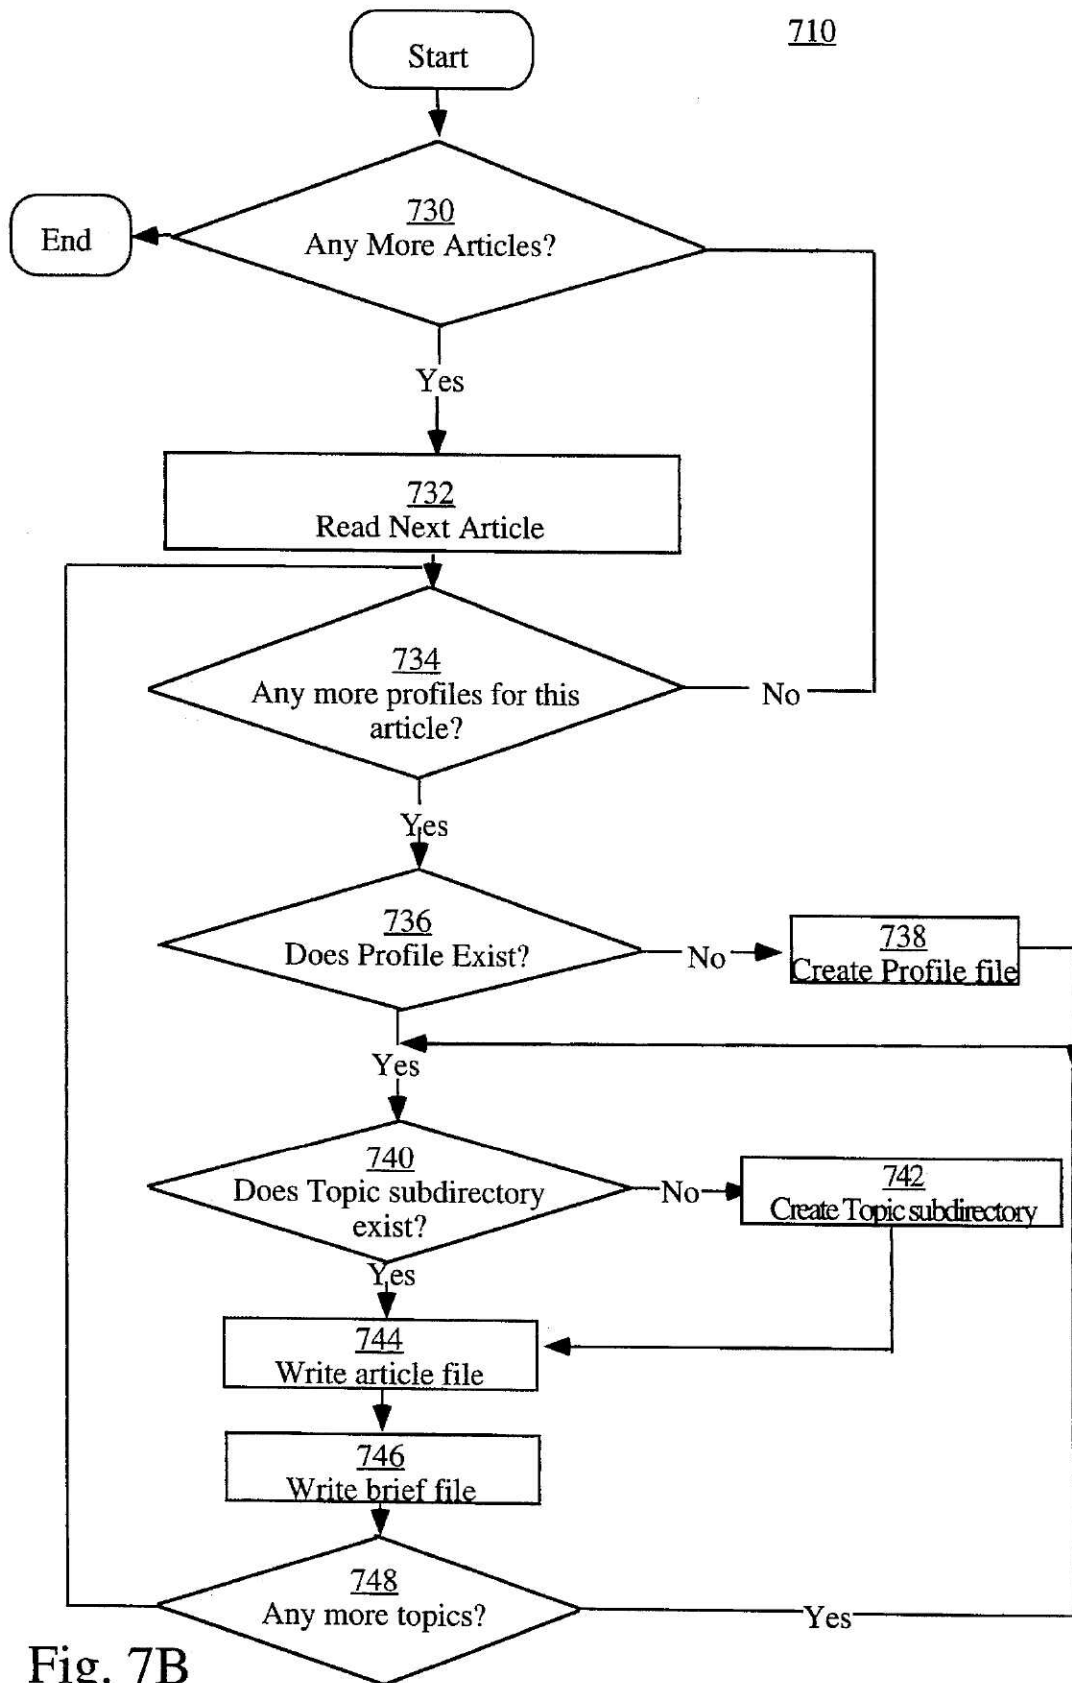 710
Start
730
Any More Articles?
End
Yes
732
Read Next Article
734
Any more profiles for this
article?
No
Yes
736
Does Profile Exist?
No
738
Create Profile file
Yes
740
Does Topic subdirectory
exist?
No
742
Create Topic subdirectory
Yes
744
Write article file
746
Write brief file
748
Any more topics?
Yes
Fig. 7B